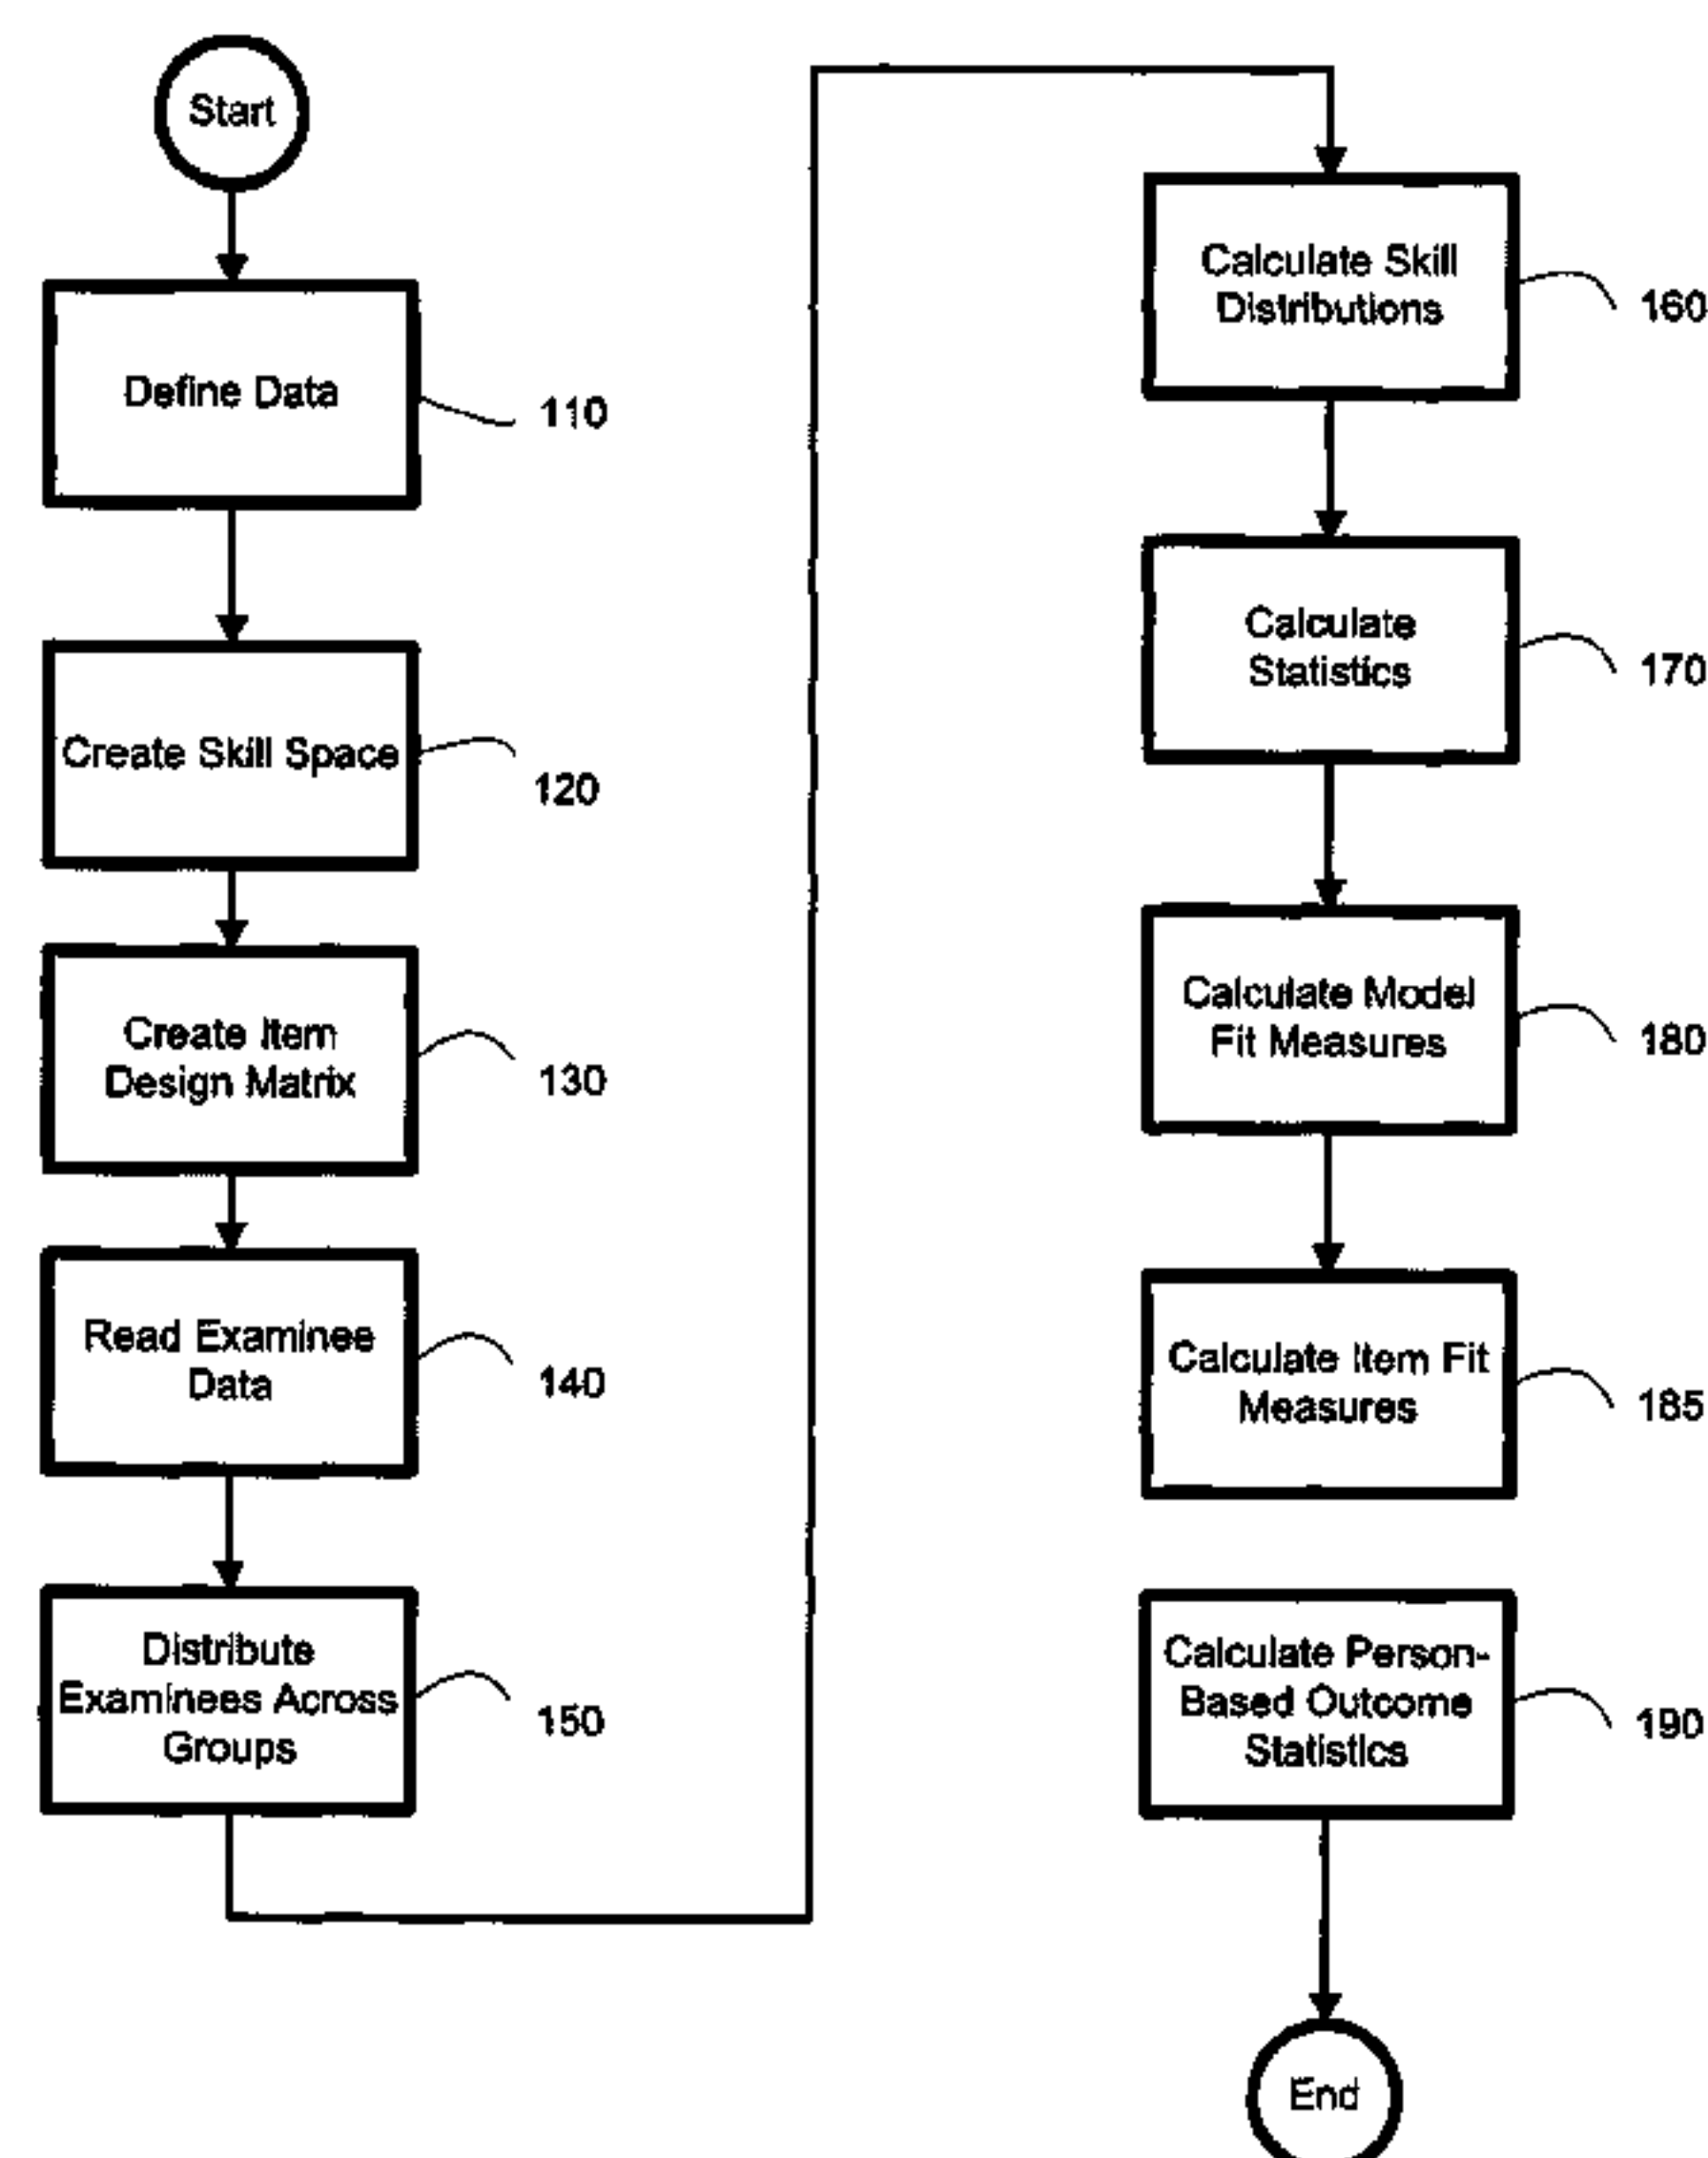 Start
Define Data
110
Create Skill Space
120
Create Item
Design Matrix
130
Read Examinee
Data
140
Distribute
Examinees Across
Groups
150
Calculate Skill
Distributions
160
Calculate
Statistics
170
Calculate Model
Fit Measures
180
Calculate Item Fit
Measures
185
Calculate Person-
Based Outcome
Statistics
190
End